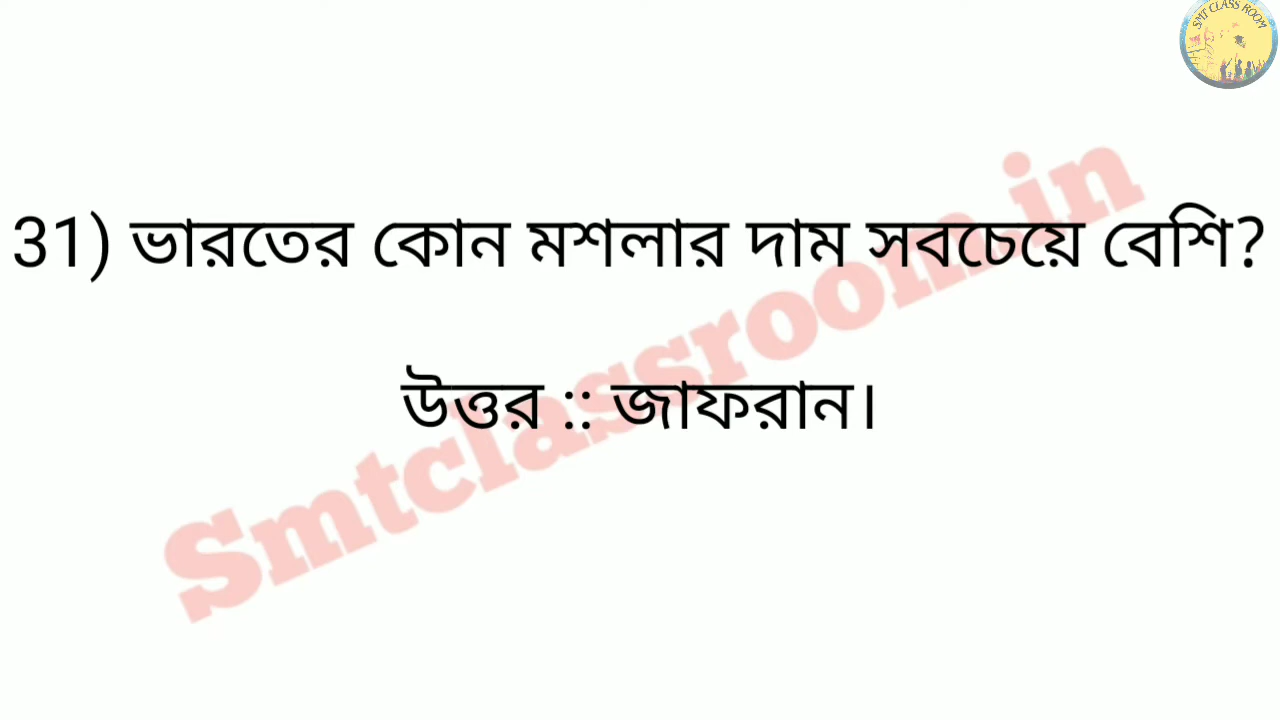 SMT CLASS ROOM
31) ভারতের কোন মশলার দাম সবচেয়ে বেশি?
উত্তর :: জাফরান।
Smtclassroom.in